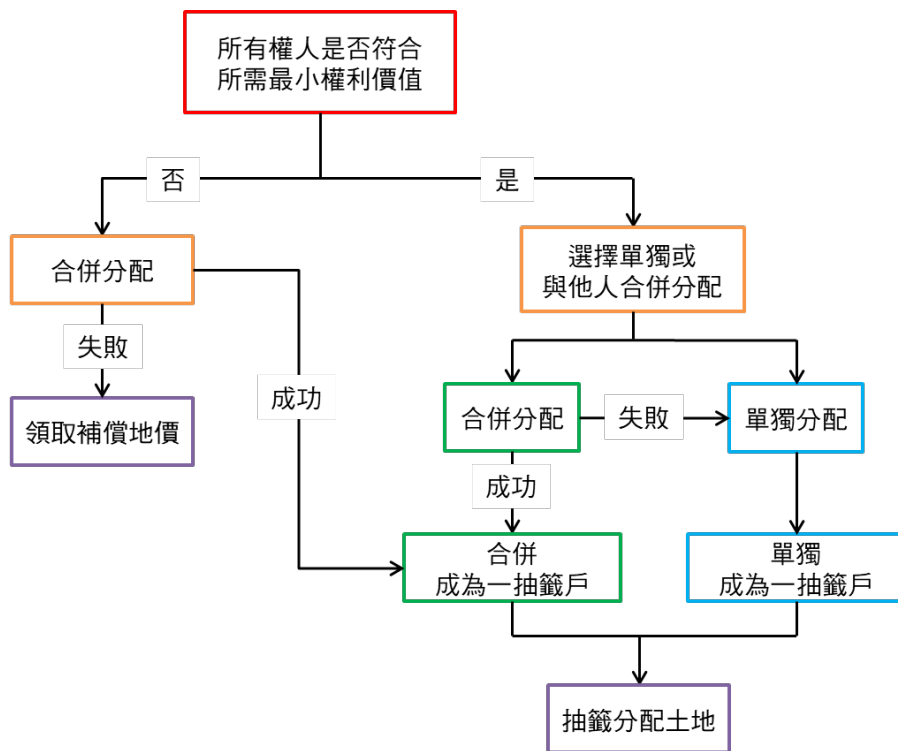 所有權人是否符合
所需最小權利價值
否
是
合併分配
選擇單獨或
與他人合併分配
失敗
成功
領取補償地價
合併分配
失敗
單獨分配
成功
合併
成為一抽籤戶
單獨
成為一抽籤戶
抽籤分配土地